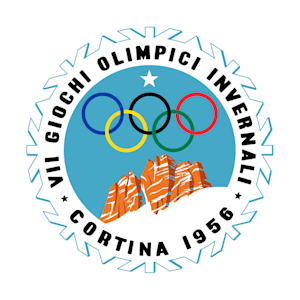 VII GIOCHI OLIMPICI INVERNALI
CORTINA 1956